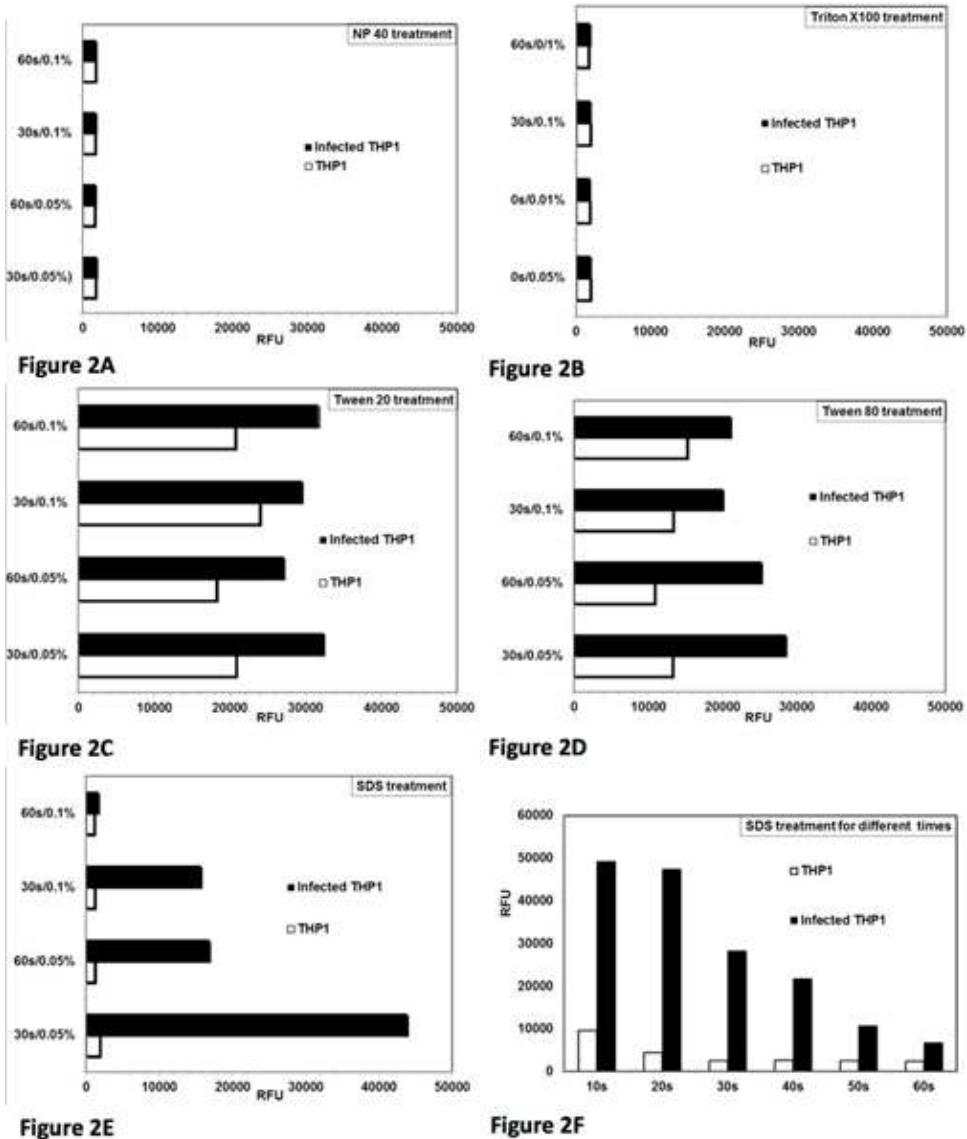 NP 40 treatment
60s/0.1%
30s/0.1%
60s/0.05%
30s/0.05%)
Infected THP1
THP1
0 10000 20000 30000 40000 50000
RFU
Figure 2A
Triton X100 treatment
60s/0/1%
30s/0.1%
0s/0.01%
0s/0.05%
Infected THP1
THP1
0 10000 20000 30000 40000 50000
RFU
Figure 2B
Tween 20 treatment
60s/0.1%
30s/0.1%
60s/0.05%
30s/0.05%
Infected THP1
THP1
0 10000 20000 30000 40000 50000
RFU
Figure 2C
Tween 80 treatment
60s/0.1%
30s/0.1%
60s/0.05%
30s/0.05%
Infected THP1
THP1
0 10000 20000 30000 40000 50000
RFU
Figure 2D
SDS treatment
60s/0.1%
30s/0.1%
60s/0.05%
30s/0.05%
Infected THP1
THP1
0 10000 20000 30000 40000 50000
RFU
Figure 2E
SDS treatment for different times
60000
50000
40000
30000
20000
10000
0
RFU
THP1
Infected THP1
10s 20s 30s 40s 50s 60s
Figure 2F